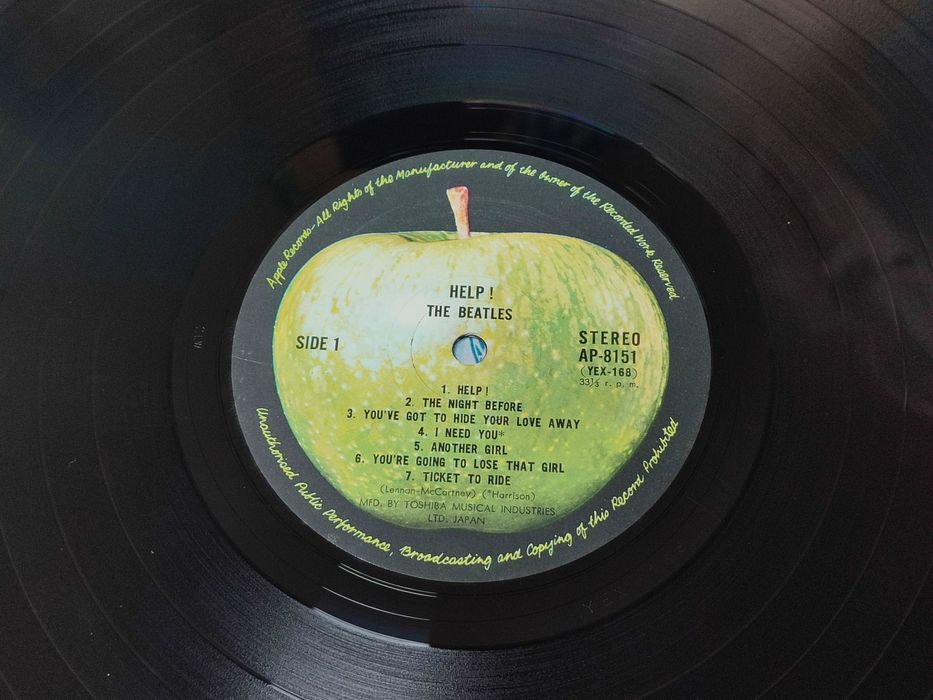 Apple Records-All Rights of the Manufacturer and of the Owner of the Recorded Work Reserved.
HELP!
THE BEATLES
SIDE 1
STEREO
AP-8151
(YEX-168)
33⅓ r. p. m.
1. HELP!
2. THE NIGHT BEFORE
3. YOU'VE GOT TO HIDE YOUR LOVE AWAY
4. I NEED YOU*
5. ANOTHER GIRL
6. YOU'RE GOING TO LOSE THAT GIRL
7. TICKET TO RIDE
(Lennan-McCartney) (*Harrison)
MFD. BY TOSHIBA MUSICAL INDUSTRIES
LTD. JAPAN
Unauthorised Public Performance, Broadcasting and Copying of this Record Prohibited